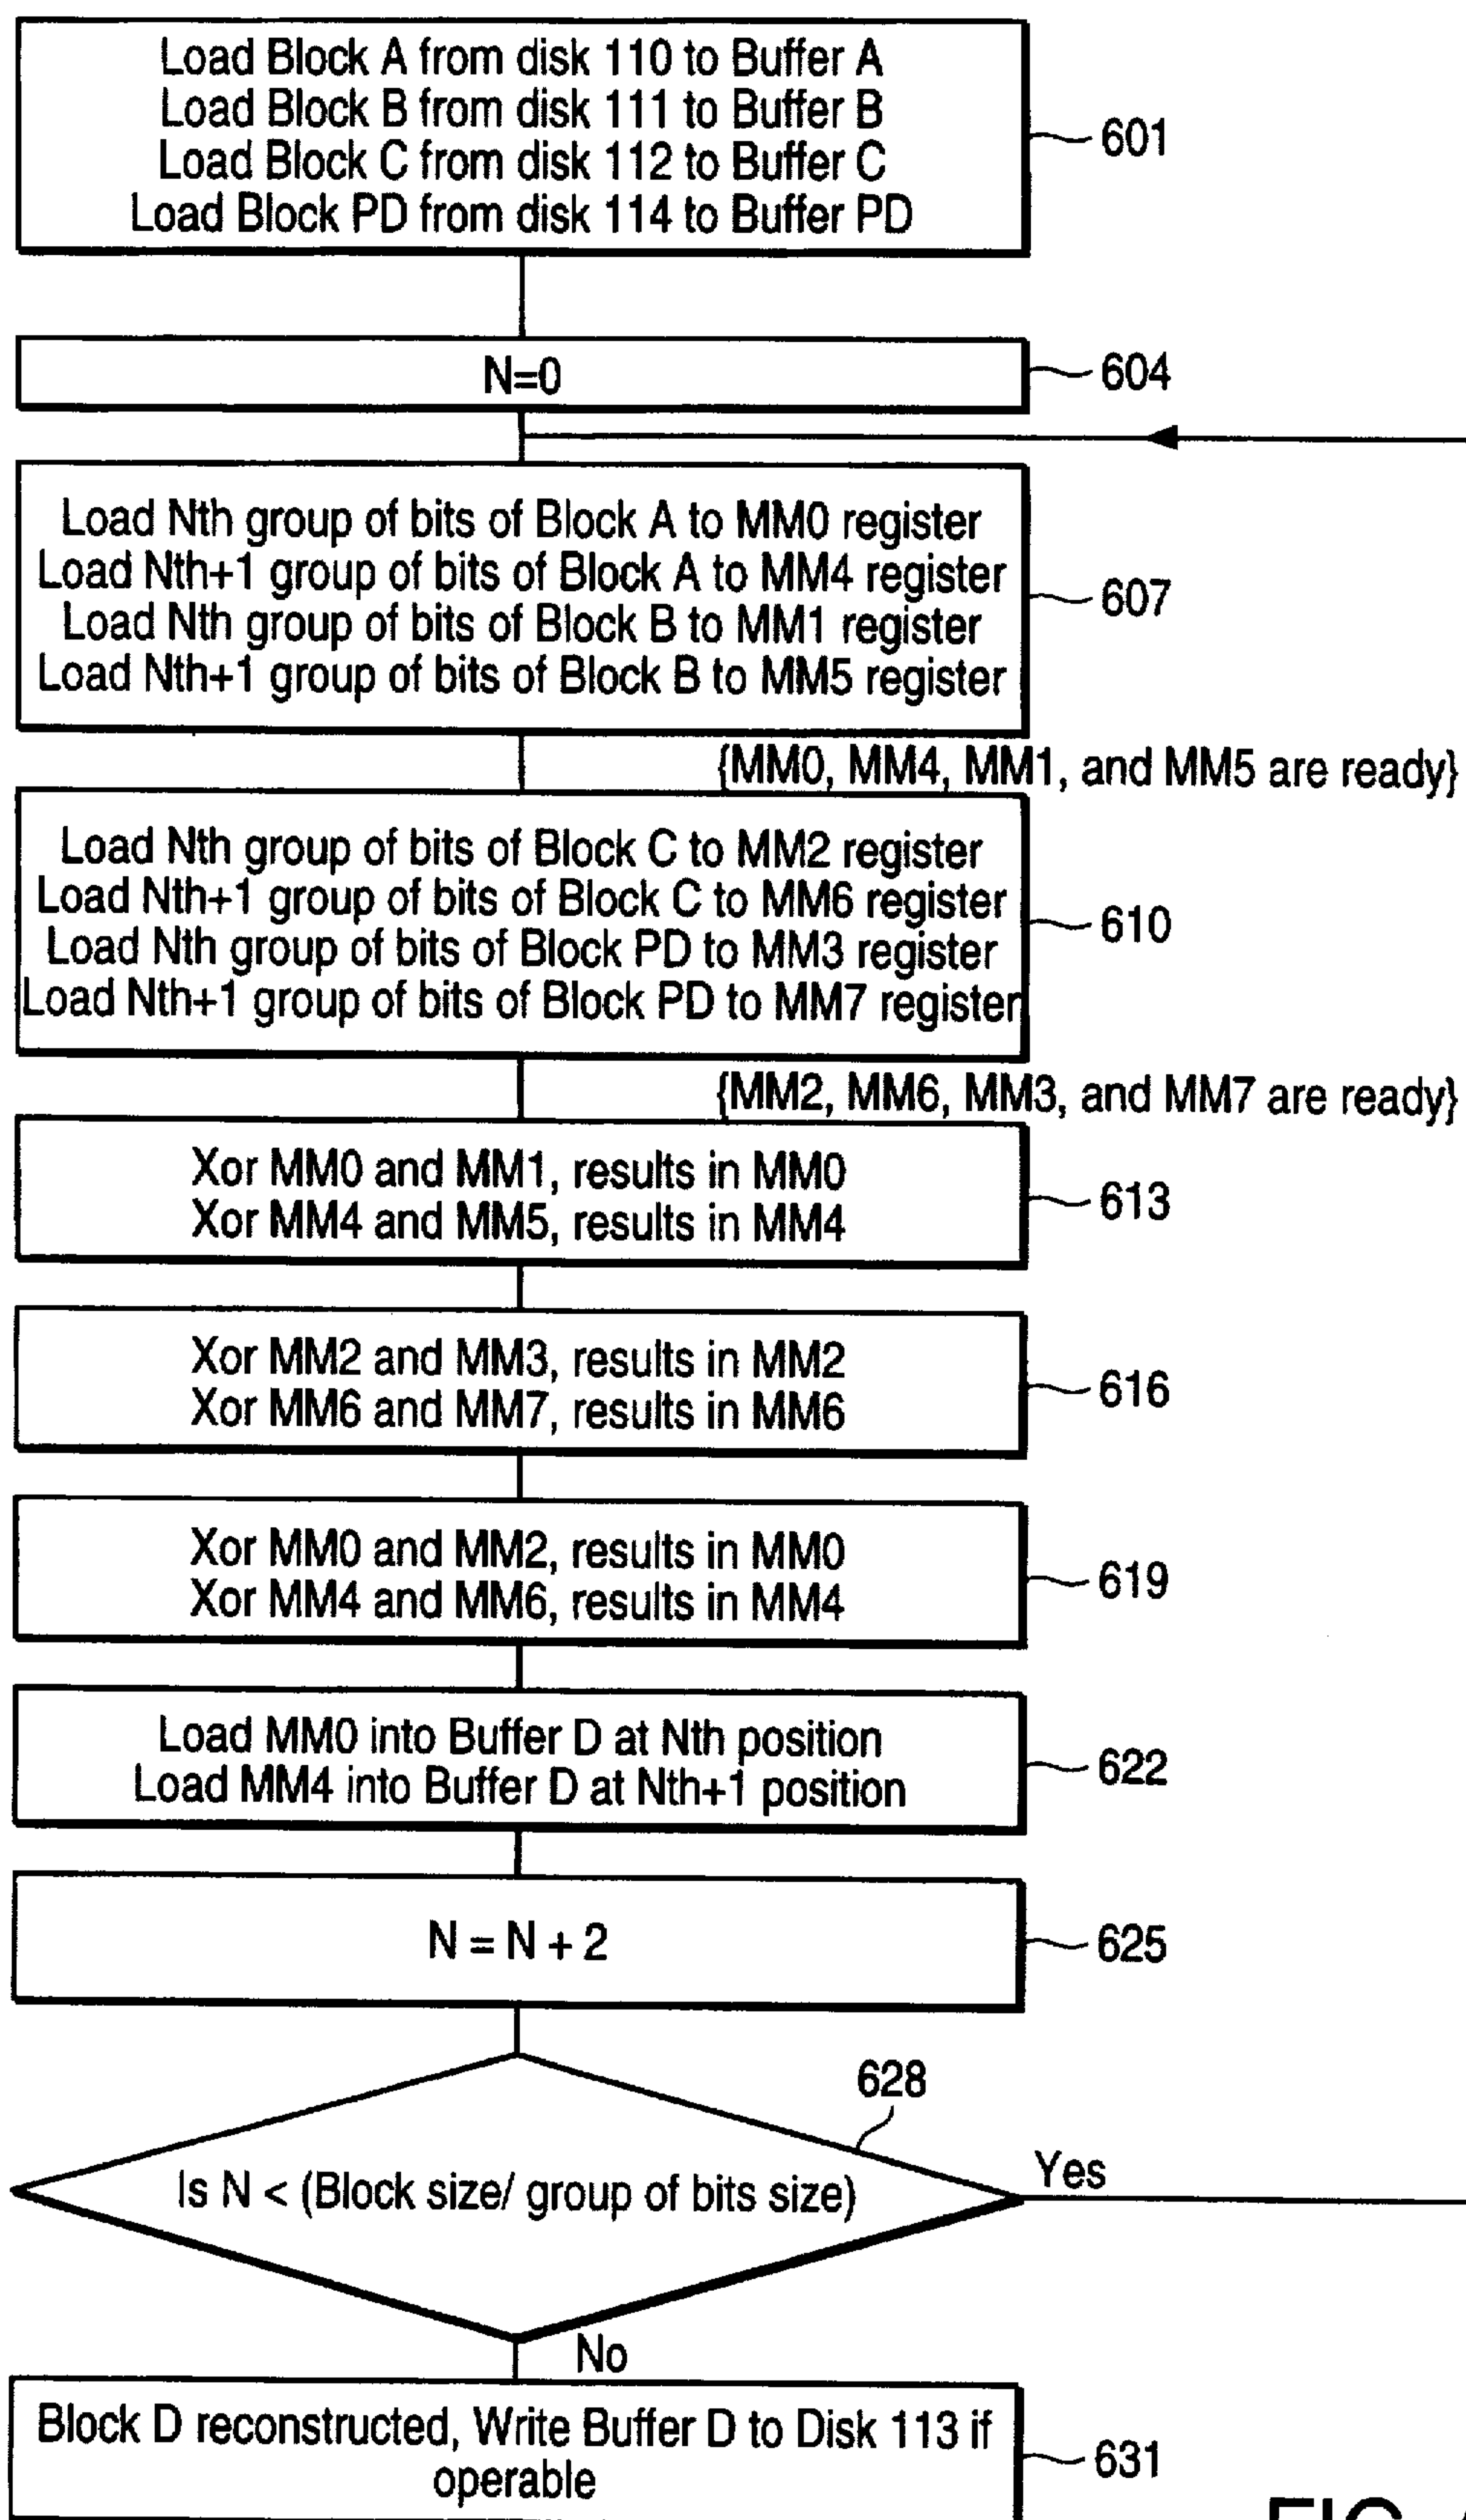 Load Block A from disk 110 to Buffer A
Load Block B from disk 111 to Buffer B
Load Block C from disk 112 to Buffer C
Load Block PD from disk 114 to Buffer PD
601
N=0
604
Load Nth group of bits of Block A to MM0 register
Load Nth+1 group of bits of Block A to MM4 register
Load Nth group of bits of Block B to MM1 register
Load Nth+1 group of bits of Block B to MM5 register
607
{MM0, MM4, MM1, and MM5 are ready}
Load Nth group of bits of Block C to MM2 register
Load Nth+1 group of bits of Block C to MM6 register
Load Nth group of bits of Block PD to MM3 register
Load Nth+1 group of bits of Block PD to MM7 register
610
{MM2, MM6, MM3, and MM7 are ready}
Xor MM0 and MM1, results in MM0
Xor MM4 and MM5, results in MM4
613
Xor MM2 and MM3, results in MM2
Xor MM6 and MM7, results in MM6
616
Xor MM0 and MM2, results in MM0
Xor MM4 and MM6, results in MM4
619
Load MM0 into Buffer D at Nth position
Load MM4 into Buffer D at Nth+1 position
622
N = N + 2
625
628
Is N < (Block size/ group of bits size)
Yes
No
Block D reconstructed, Write Buffer D to Disk 113 if
operable
631